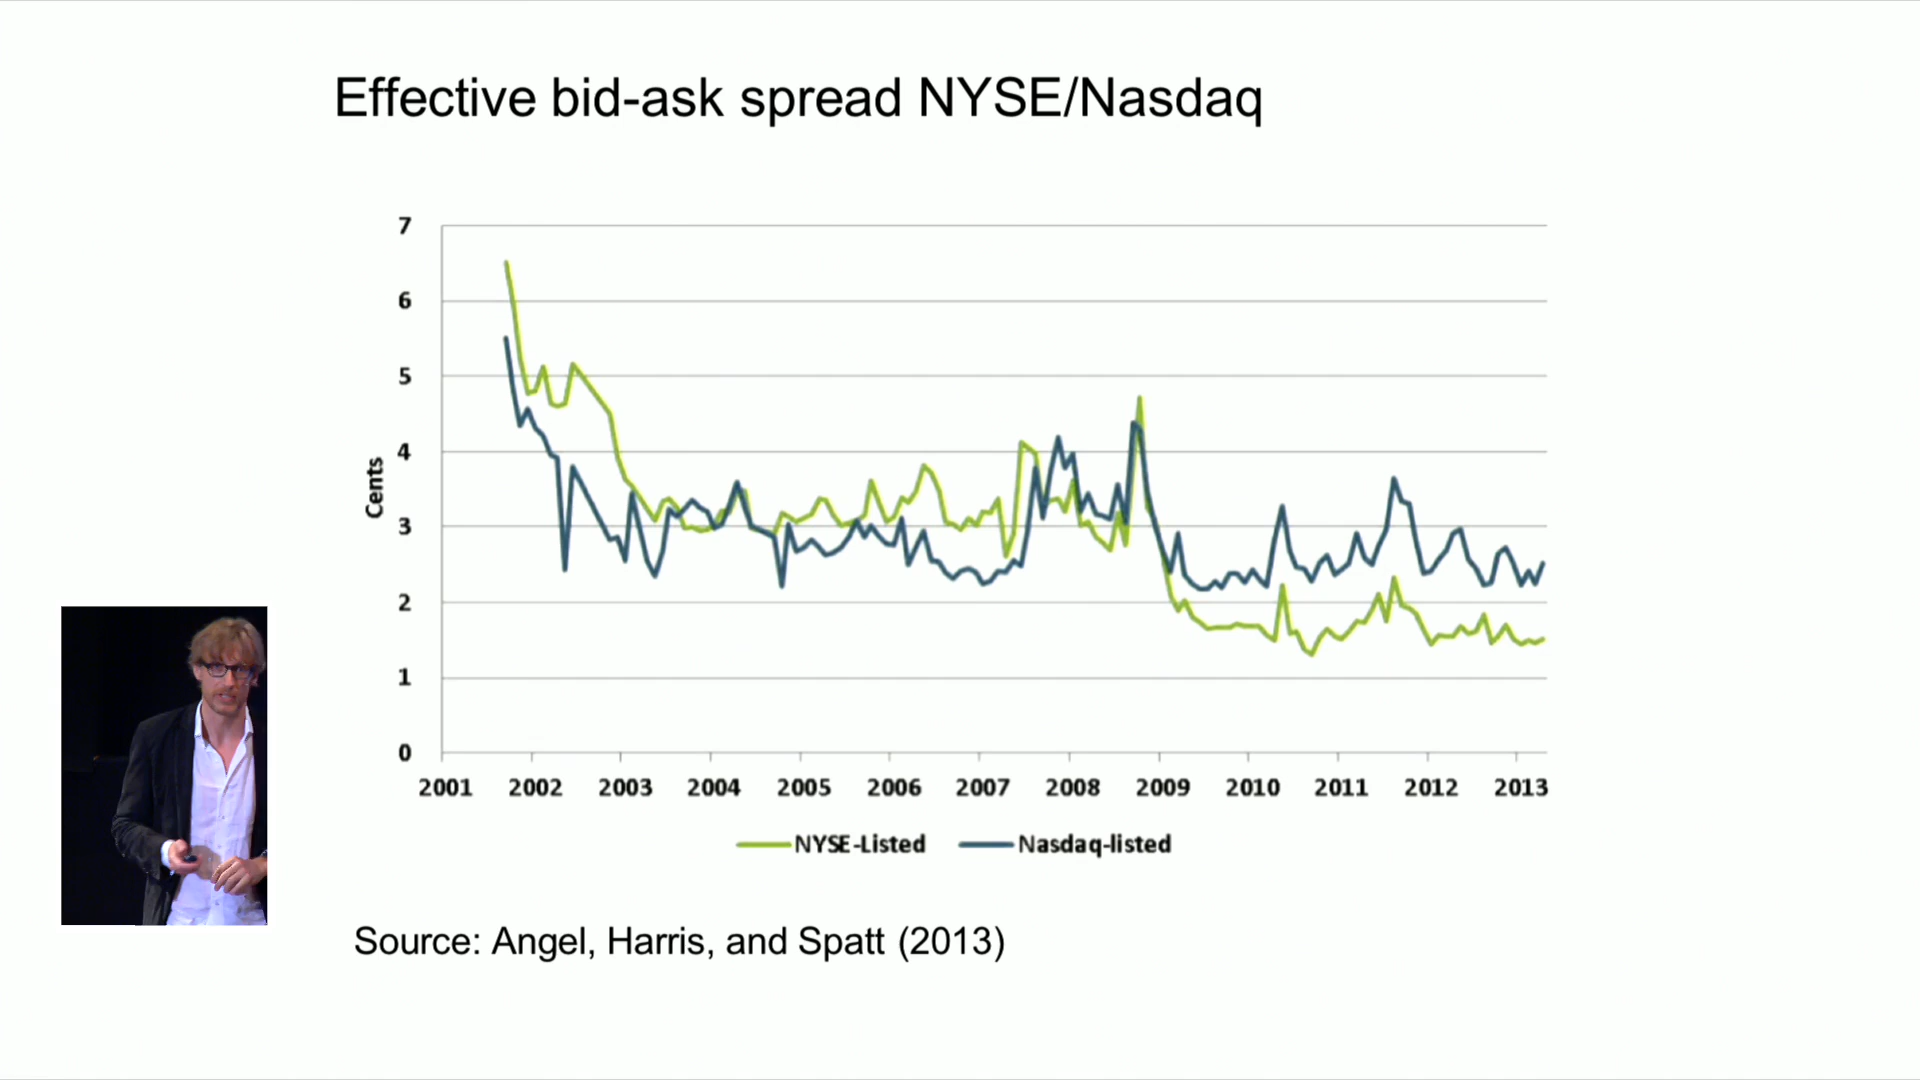 Effective bid-ask spread NYSE/Nasdaq
7
6
5
4
3
2
1
0
Cents
2001 2002 2003 2004 2005 2006 2007 2008 2009 2010 2011 2012 2013
NYSE-Listed Nasdaq-listed
Source: Angel, Harris, and Spatt (2013)